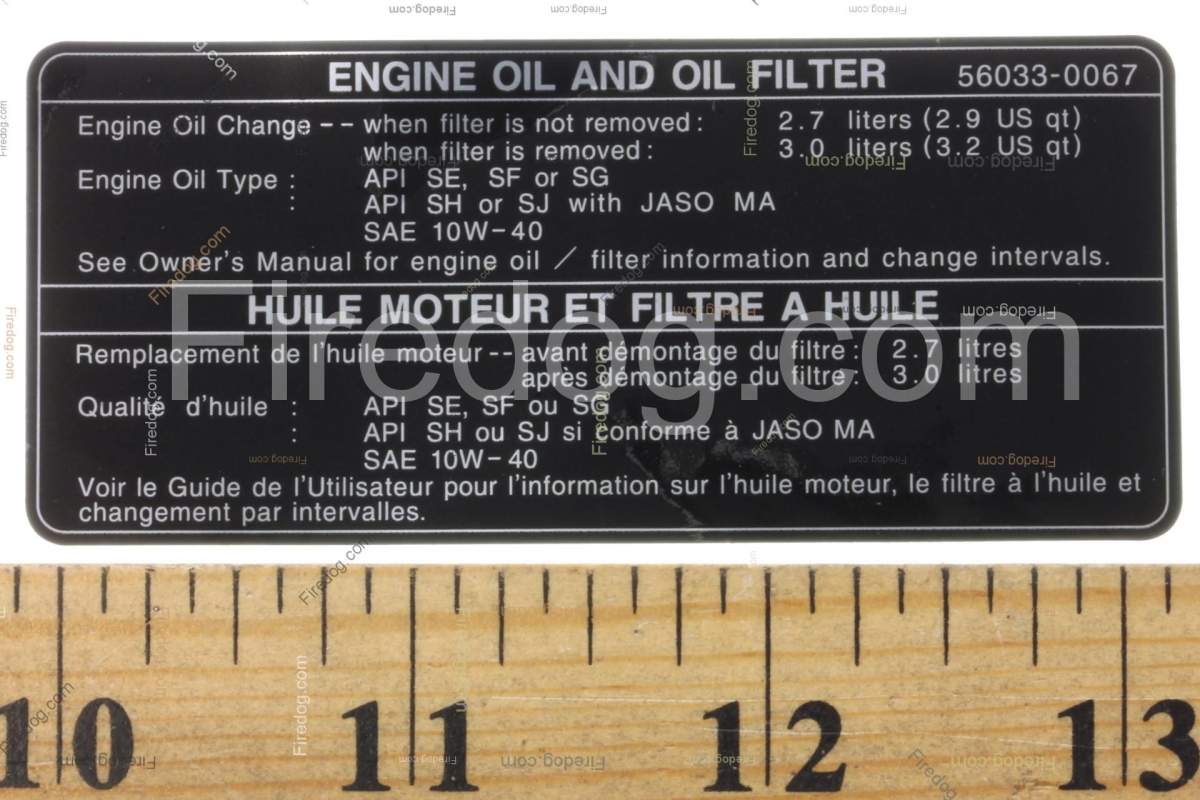 ENGINE OIL AND OIL FILTER 56033-0067
Engine Oil Change -- when filter is not removed : 2.7 liters (2.9 US qt)
when filter is removed : 3.0 liters (3.2 US qt)
Engine Oil Type : API SE, SF or SG
: API SH or SJ with JASO MA
SAE 10W-40
See Owner's Manual for engine oil / filter information and change intervals.
HUILE MOTEUR ET FILTRE A HUILE
Firedog.com
Remplacement de l'huile moteur -- avant démontage du filtre : 2.7 litres
après démontage du filtre : 3.0 litres
Qualité d'huile : API SE, SF ou SG
: API SH ou SJ si conforme à JASO MA
SAE 10W-40
Voir le Guide de l'Utilisateur pour l'information sur l'huile moteur, le filtre à l'huile et
changement par intervalles.
10 11 12 13